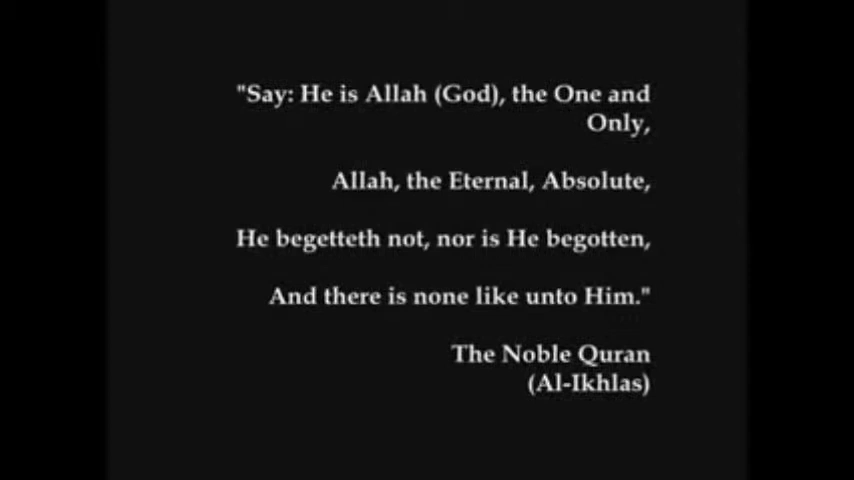 "Say: He is Allah (God), the One and
Only,
Allah, the Eternal, Absolute,
He begetteth not, nor is He begotten,
And there is none like unto Him."
The Noble Quran
(Al-Ikhlas)